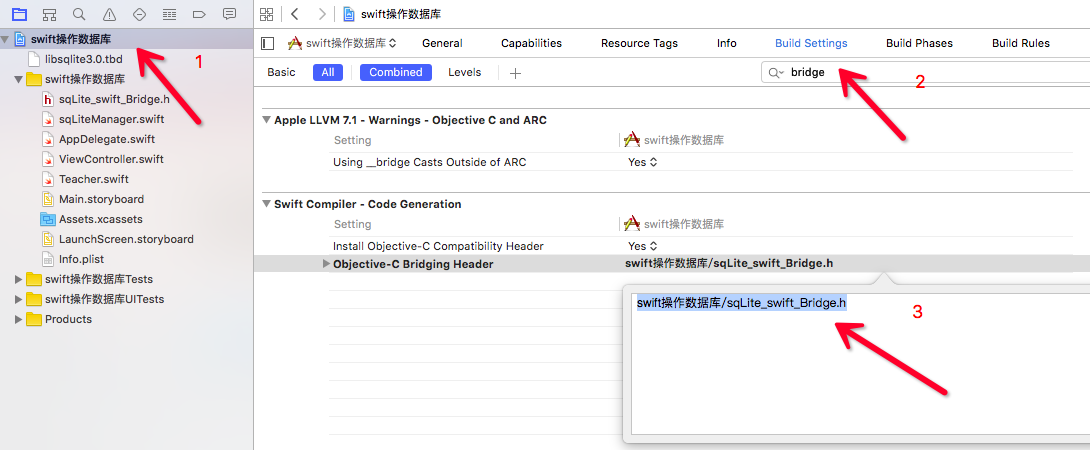 swift操作数据库
swift操作数据库
1
libsqlite3.0.tbd
swift操作数据库
sqLite_swift_Bridge.h
sqLiteManager.swift
AppDelegate.swift
ViewController.swift
Teacher.swift
Main.storyboard
Assets.xcassets
LaunchScreen.storyboard
Info.plist
swift操作数据库Tests
swift操作数据库UITests
Products
swift操作数据库 General Capabilities Resource Tags Info Build Settings Build Phases Build Rules
Basic All Combined Levels + bridge
2
Apple LLVM 7.1 - Warnings - Objective C and ARC
Setting swift操作数据库
Using __bridge Casts Outside of ARC Yes
Swift Compiler - Code Generation
Setting swift操作数据库
Install Objective-C Compatibility Header Yes
Objective-C Bridging Header swift操作数据库/sqLite_swift_Bridge.h
swift操作数据库/sqLite_swift_Bridge.h
3